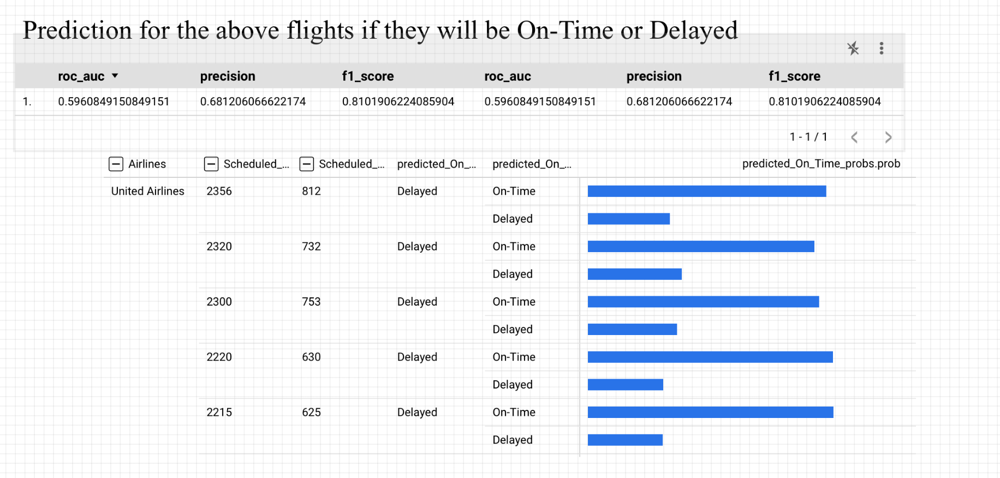 Prediction for the above flights if they will be On-Time or Delayed
roc_auc precision f1_score roc_auc precision f1_score
1. 0.5960849150849151 0.681206066622174 0.8101906224085904 0.5960849150849151 0.681206066622174 0.8101906224085904
1 - 1 / 1
Airlines Scheduled_... Scheduled_... predicted_On_... predicted_On_... predicted_On_Time_probs.prob
United Airlines 2356 812 Delayed On-Time
Delayed
2320 732 Delayed On-Time
Delayed
2300 753 Delayed On-Time
Delayed
2220 630 Delayed On-Time
Delayed
2215 625 Delayed On-Time
Delayed